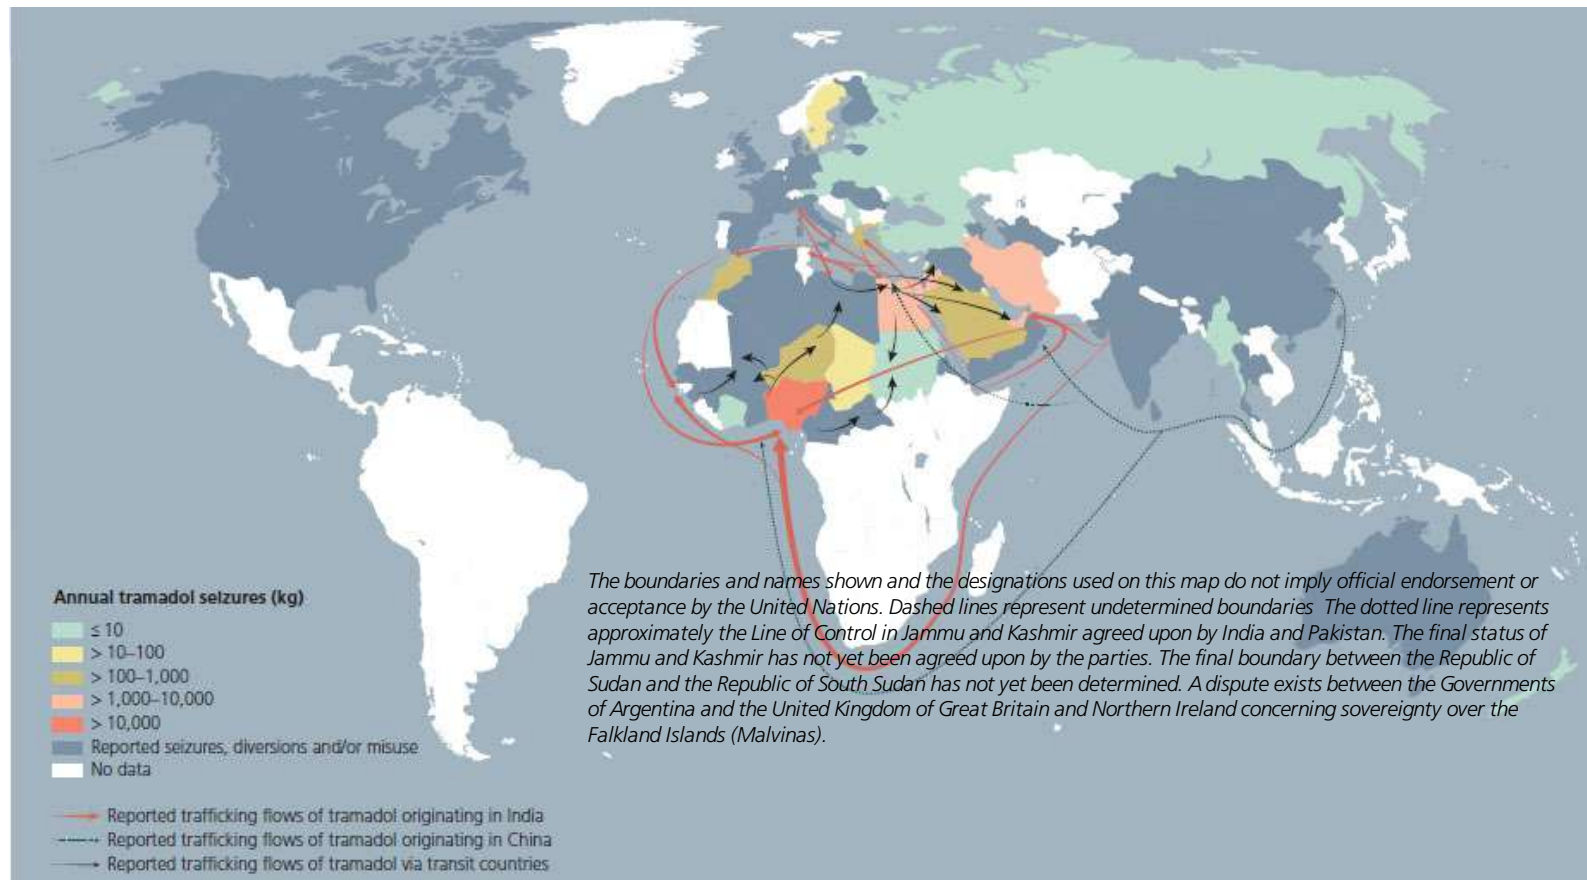 The boundaries and names shown and the designations used on this map do not imply official endorsement or
acceptance by the United Nations. Dashed lines represent undetermined boundaries  The dotted line represents
approximately the Line of Control in Jammu and Kashmir agreed upon by India and Pakistan. The final status of
Jammu and Kashmir has not yet been agreed upon by the parties. The final boundary between the Republic of
Sudan and the Republic of South Sudan has not yet been determined. A dispute exists between the Governments
of Argentina and the United Kingdom of Great Britain and Northern Ireland concerning sovereignty over the
Falkland Islands (Malvinas).
Annual tramadol seizures (kg)
≤ 10
> 10–100
> 100–1,000
> 1,000–10,000
> 10,000
Reported seizures, diversions and/or misuse
No data
Reported trafficking flows of tramadol originating in India
Reported trafficking flows of tramadol originating in China
Reported trafficking flows of tramadol via transit countries